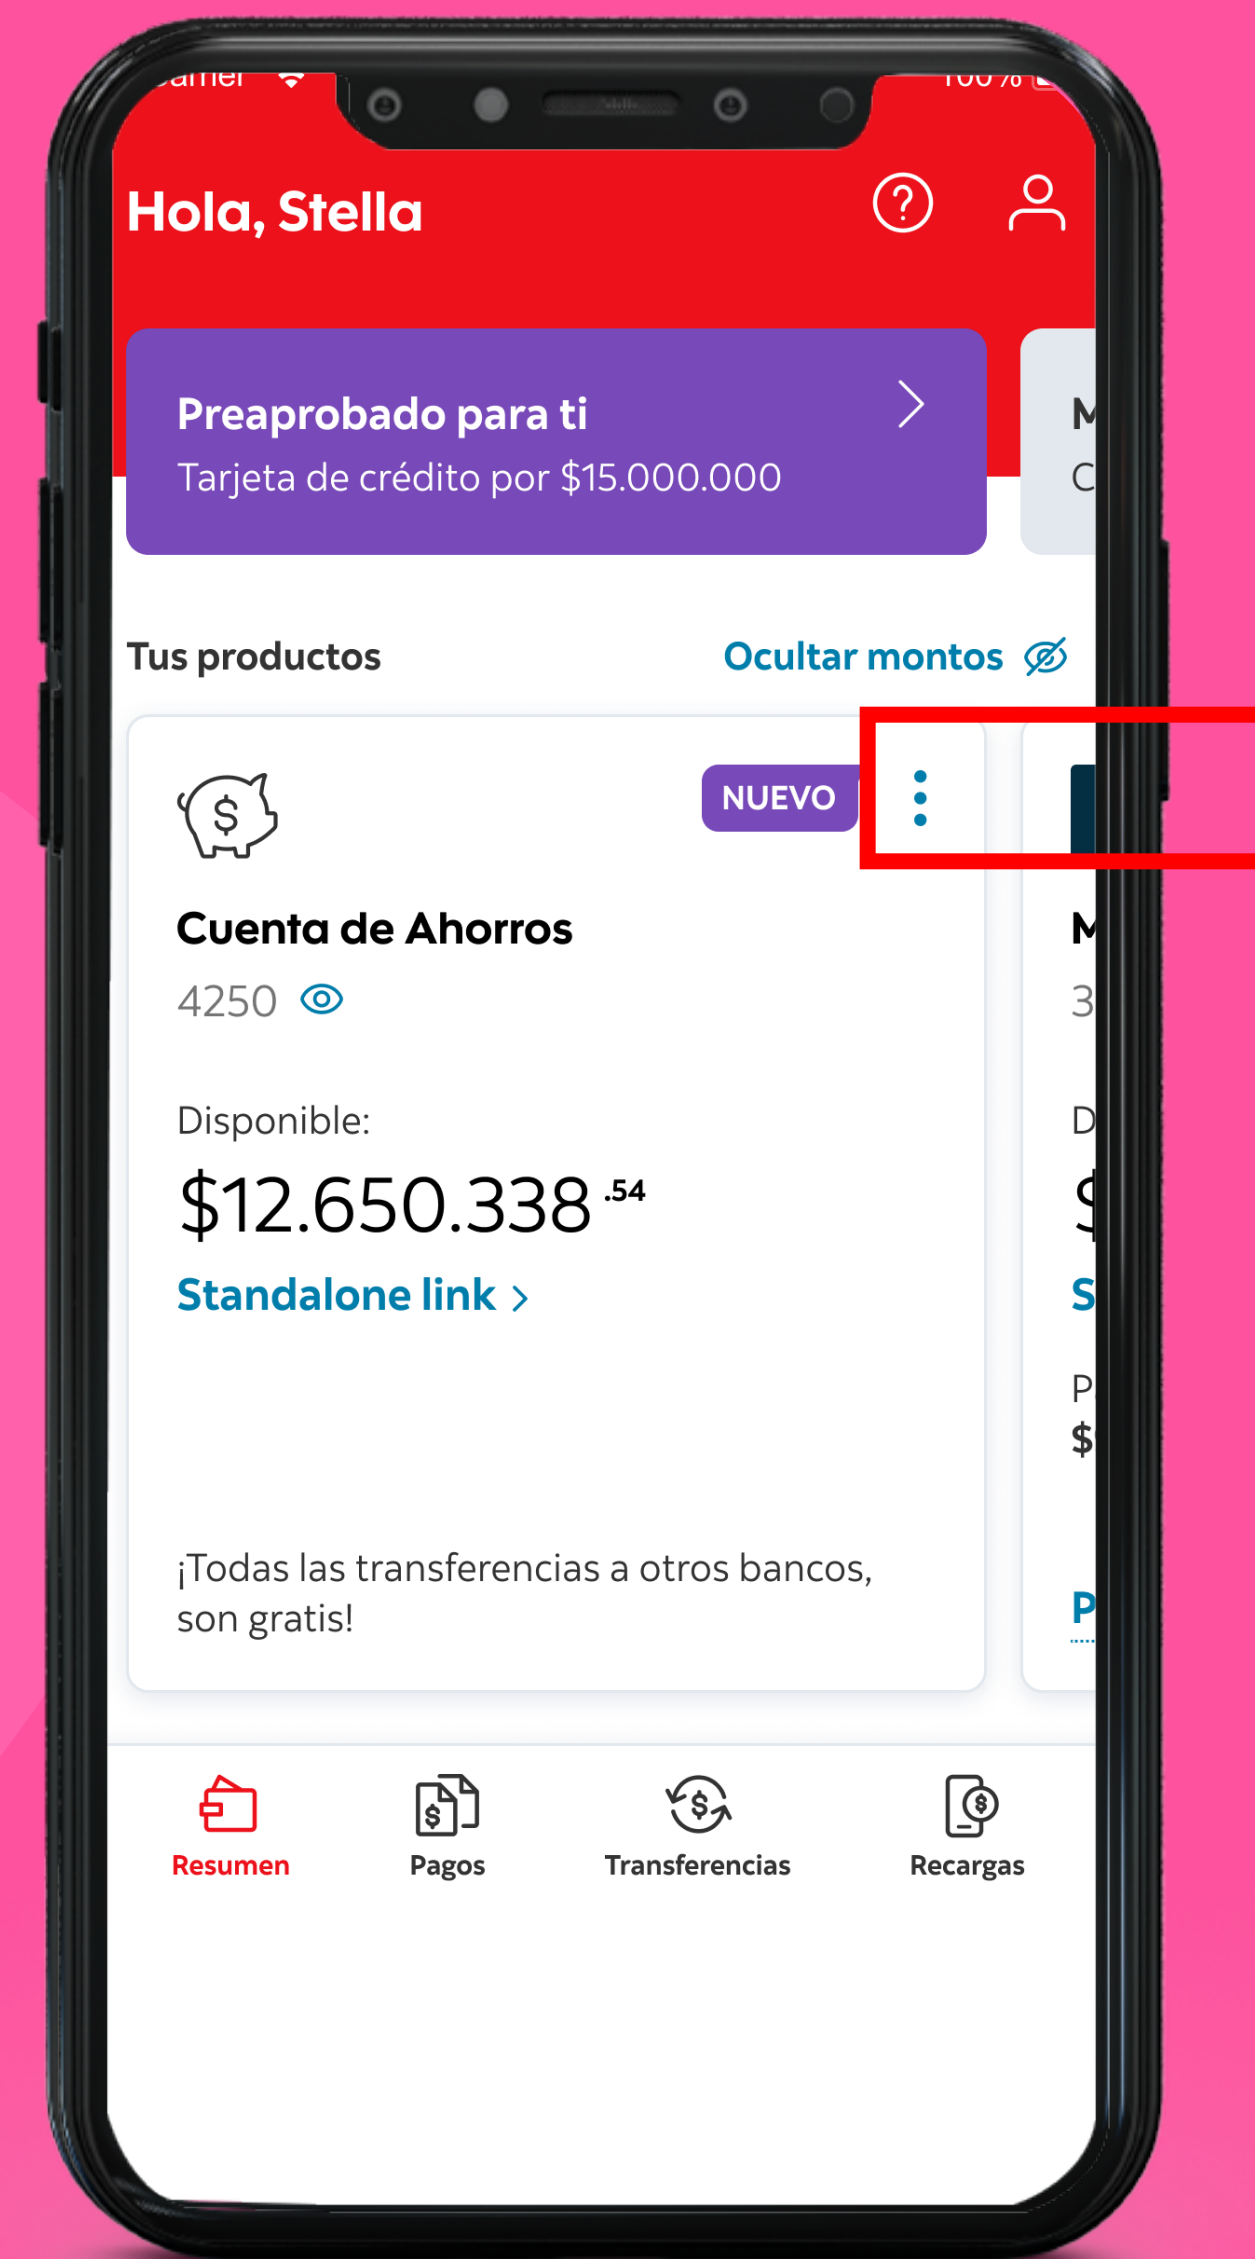 100%
Hola, Stella
Preaprobado para ti
Tarjeta de crédito por $15.000.000
Tus productos
Ocultar montos
NUEVO
Cuenta de Ahorros
4250
Disponible:
$12.650.338.54
Standalone link >
¡Todas las transferencias a otros bancos,
son gratis!
Resumen
Pagos
Transferencias
Recargas